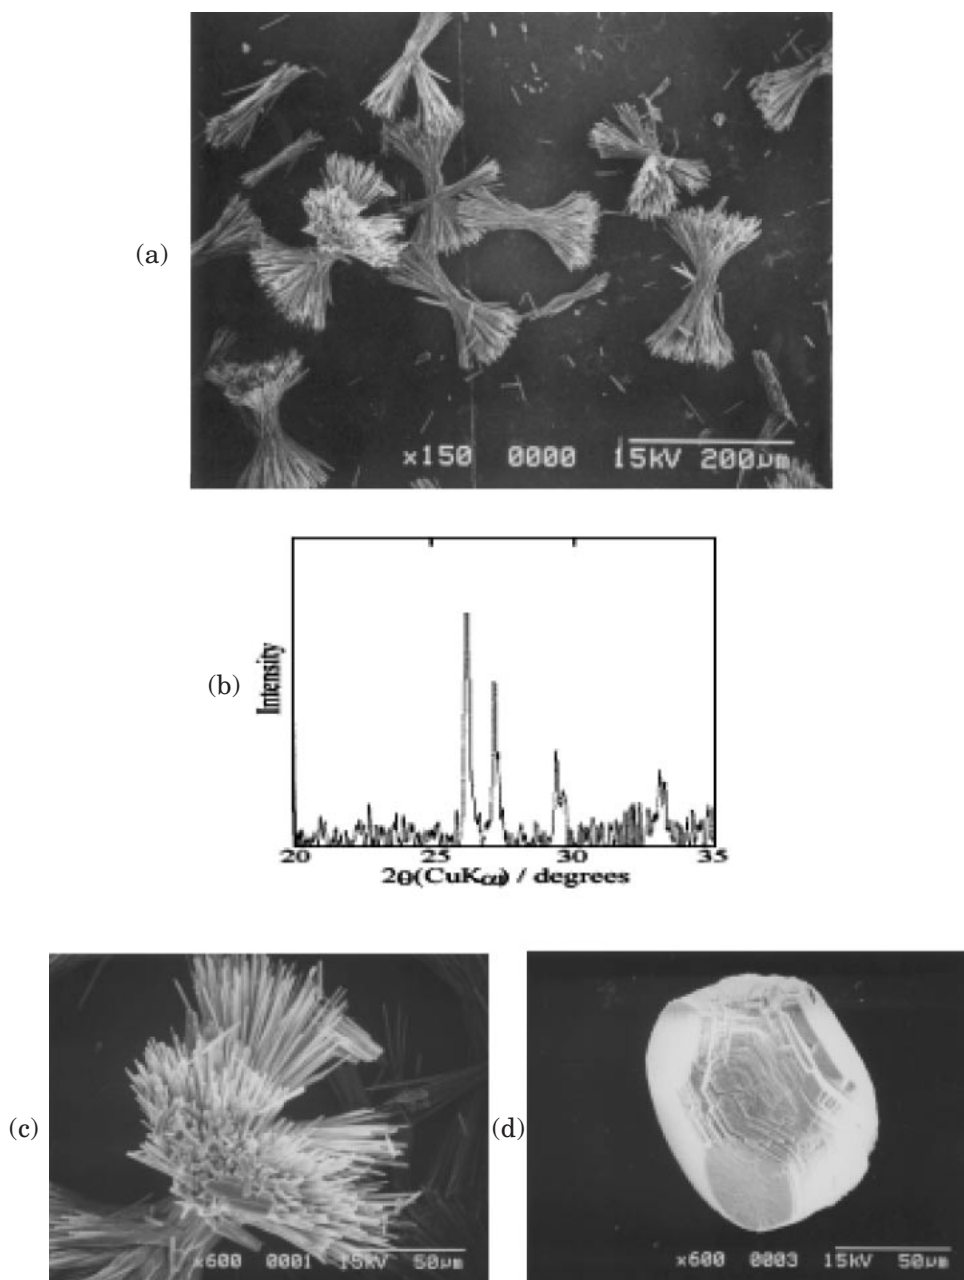 (a)
x150 0000 15kV 200µm
(b)
Intensity
20 25 30 35
2θ(CuKα) / degrees
(c)
x600 0001 15kV 50µm
(d)
x600 0003 15kV 50µm